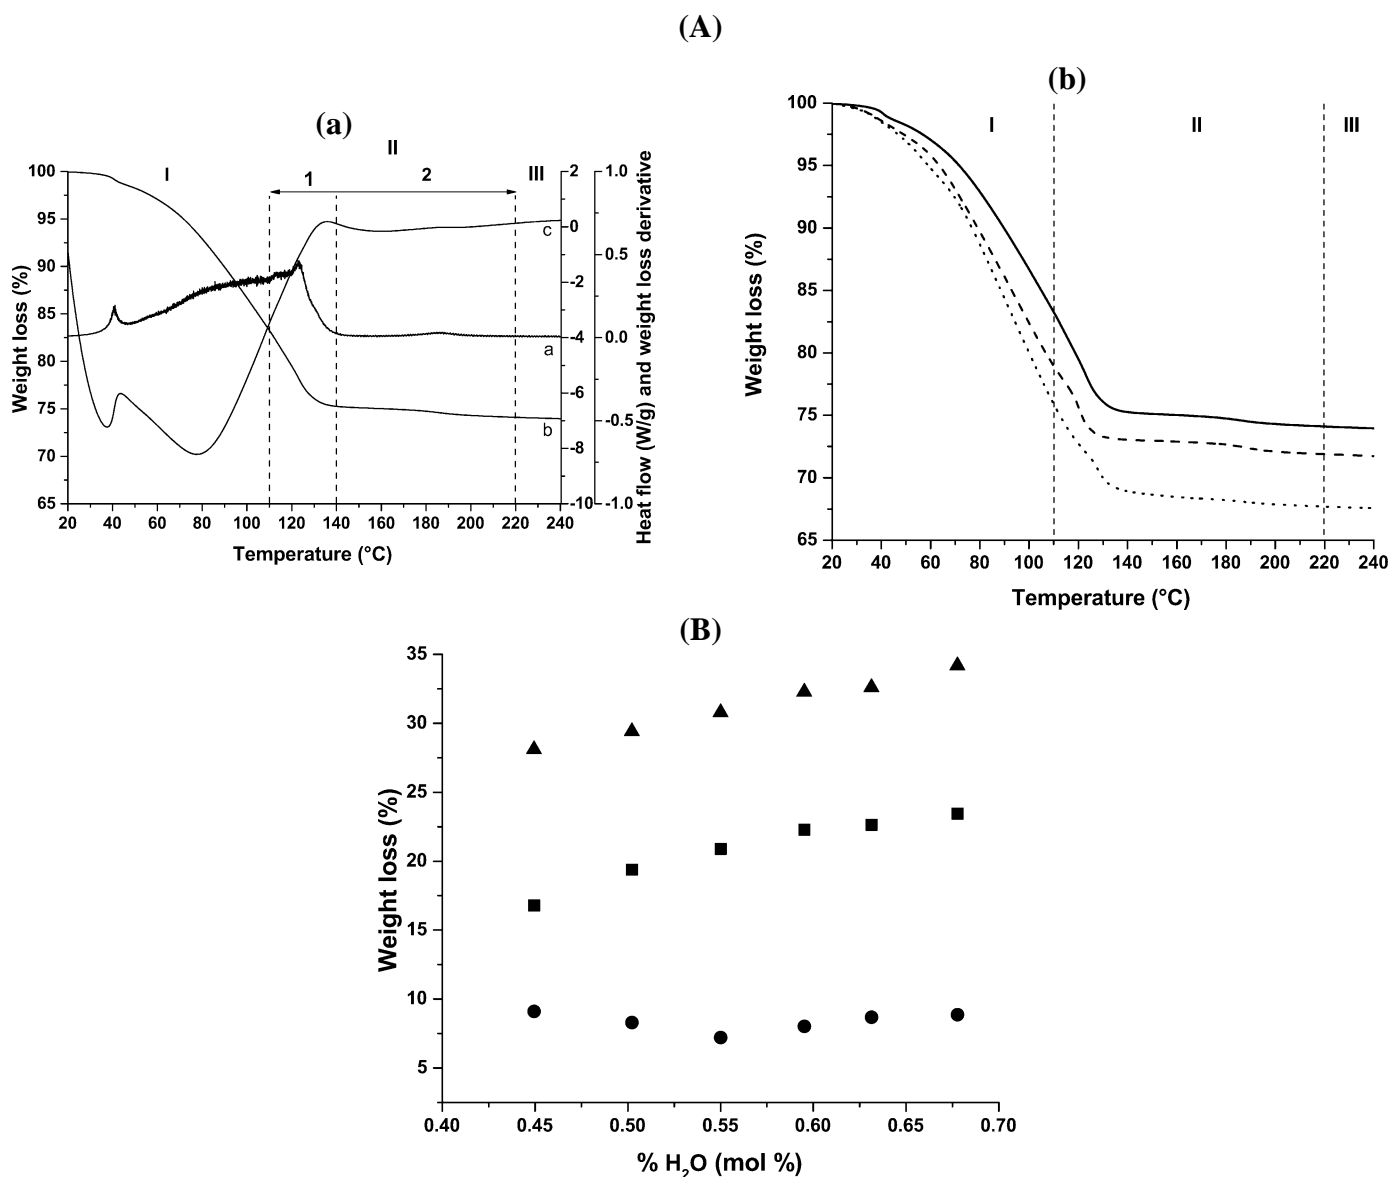 (A)
(a)
I
II
1
2
III
100
95
90
85
80
75
70
65
Weight loss (%)
20 40 60 80 100 120 140 160 180 200 220 240
Temperature (°C)
c
a
b
2
0
-2
-4
-6
-8
-10
1.0
0.5
0.0
-0.5
-1.0
Heat flow (W/g) and weight loss derivative
(b)
I
II
III
100
95
90
85
80
75
70
65
Weight loss (%)
20 40 60 80 100 120 140 160 180 200 220 240
Temperature (°C)
(B)
35
30
25
20
15
10
5
Weight loss (%)
0.40 0.45 0.50 0.55 0.60 0.65 0.70
% H₂O (mol %)